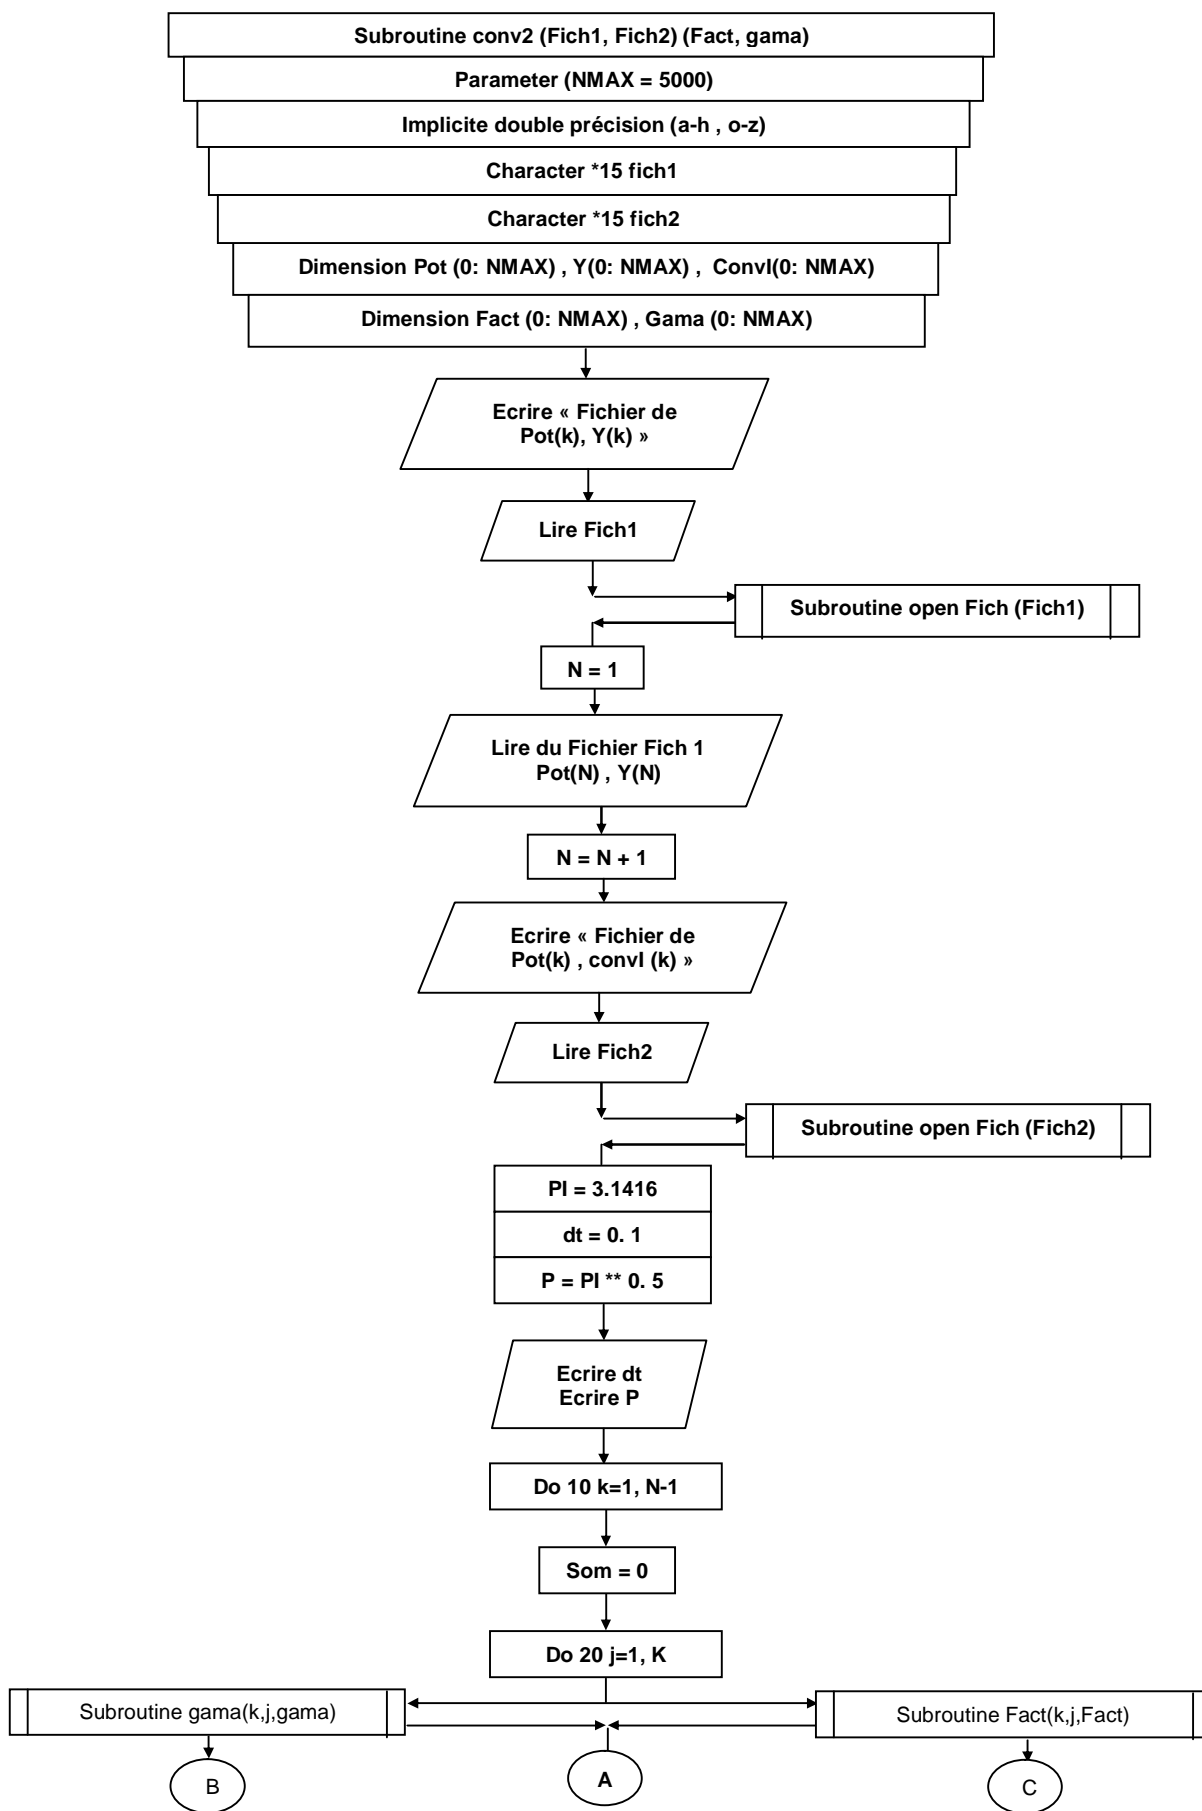 Subroutine conv2 (Fich1, Fich2) (Fact, gama)
Parameter (NMAX = 5000)
Implicite double précision (a-h , o-z)
Character *15 fich1
Character *15 fich2
Dimension Pot (0: NMAX) , Y(0: NMAX) , ConvI(0: NMAX)
Dimension Fact (0: NMAX) , Gama (0: NMAX)
Ecrire « Fichier de
Pot(k), Y(k) »
Lire Fich1
Subroutine open Fich (Fich1)
N = 1
Lire du Fichier Fich 1
Pot(N) , Y(N)
N = N + 1
Ecrire « Fichier de
Pot(k) , convI (k) »
Lire Fich2
Subroutine open Fich (Fich2)
PI = 3.1416
dt = 0. 1
P = PI ** 0. 5
Ecrire dt
Ecrire P
Do 10 k=1, N-1
Som = 0
Do 20 j=1, K
Subroutine gama(k,j,gama)
Subroutine Fact(k,j,Fact)
B
A
C